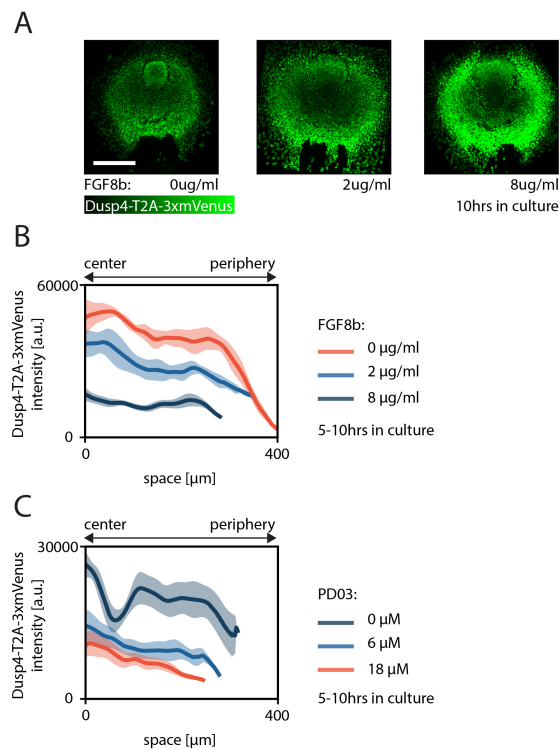 A
FGF8b: 0ug/ml 2ug/ml 8ug/ml
Dusp4-T2A-3xmVenus 10hrs in culture
B
center periphery
60000
0
Dusp4-T2A-3xmVenus
intensity [a.u.]
0 400
space [µm]
FGF8b:
0 µg/ml
2 µg/ml
8 µg/ml
5-10hrs in culture
C
center periphery
30000
0
Dusp4-T2A-3xmVenus
intensity [a.u.]
0 400
space [µm]
PD03:
0 µM
6 µM
18 µM
5-10hrs in culture